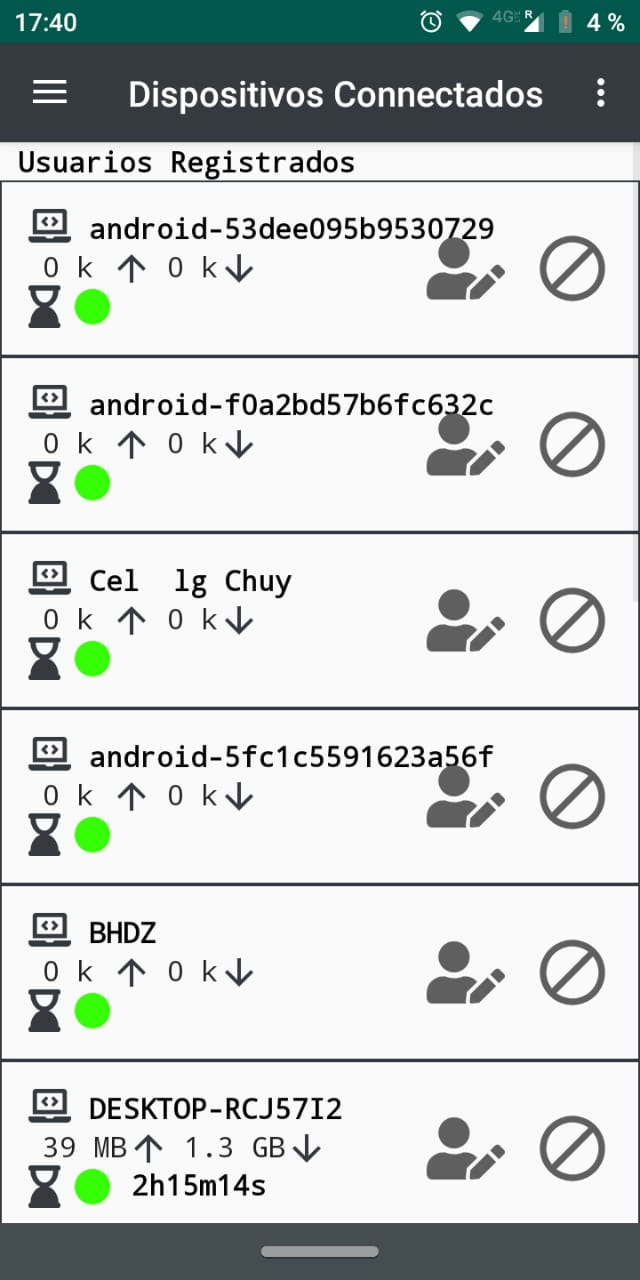 17:40
4G R 4 %
Dispositivos Connectados
Usuarios Registrados
android-53dee095b9530729
0 k ↑ 0 k ↓
android-f0a2bd57b6fc632c
0 k ↑ 0 k ↓
Cel lg Chuy
0 k ↑ 0 k ↓
android-5fc1c5591623a56f
0 k ↑ 0 k ↓
BHDZ
0 k ↑ 0 k ↓
DESKTOP-RCJ57I2
39 MB ↑ 1.3 GB ↓
2h15m14s